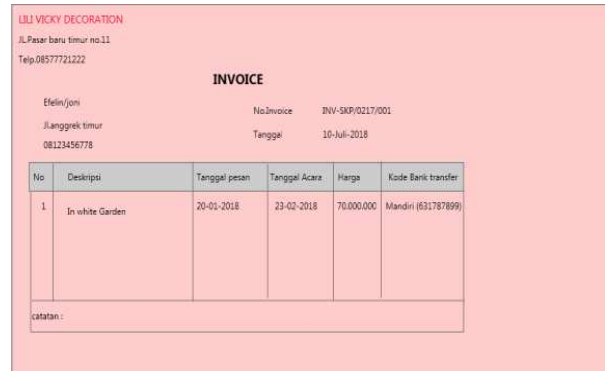 LILI VICKY DECORATION
JL.Pasar baru timur no.11
Telp.08577721222
INVOICE
Efelin/joni
Jl.anggrek timur
08123456778
No.Invoice INV-SKP/0217/001
Tanggal 10-Juli-2018
No Deskripsi Tanggal pesan Tanggal Acara Harga Kode Bank transfer
1 In white Garden 20-01-2018 23-02-2018 70.000.000 Mandiri (631787899)
catatan :